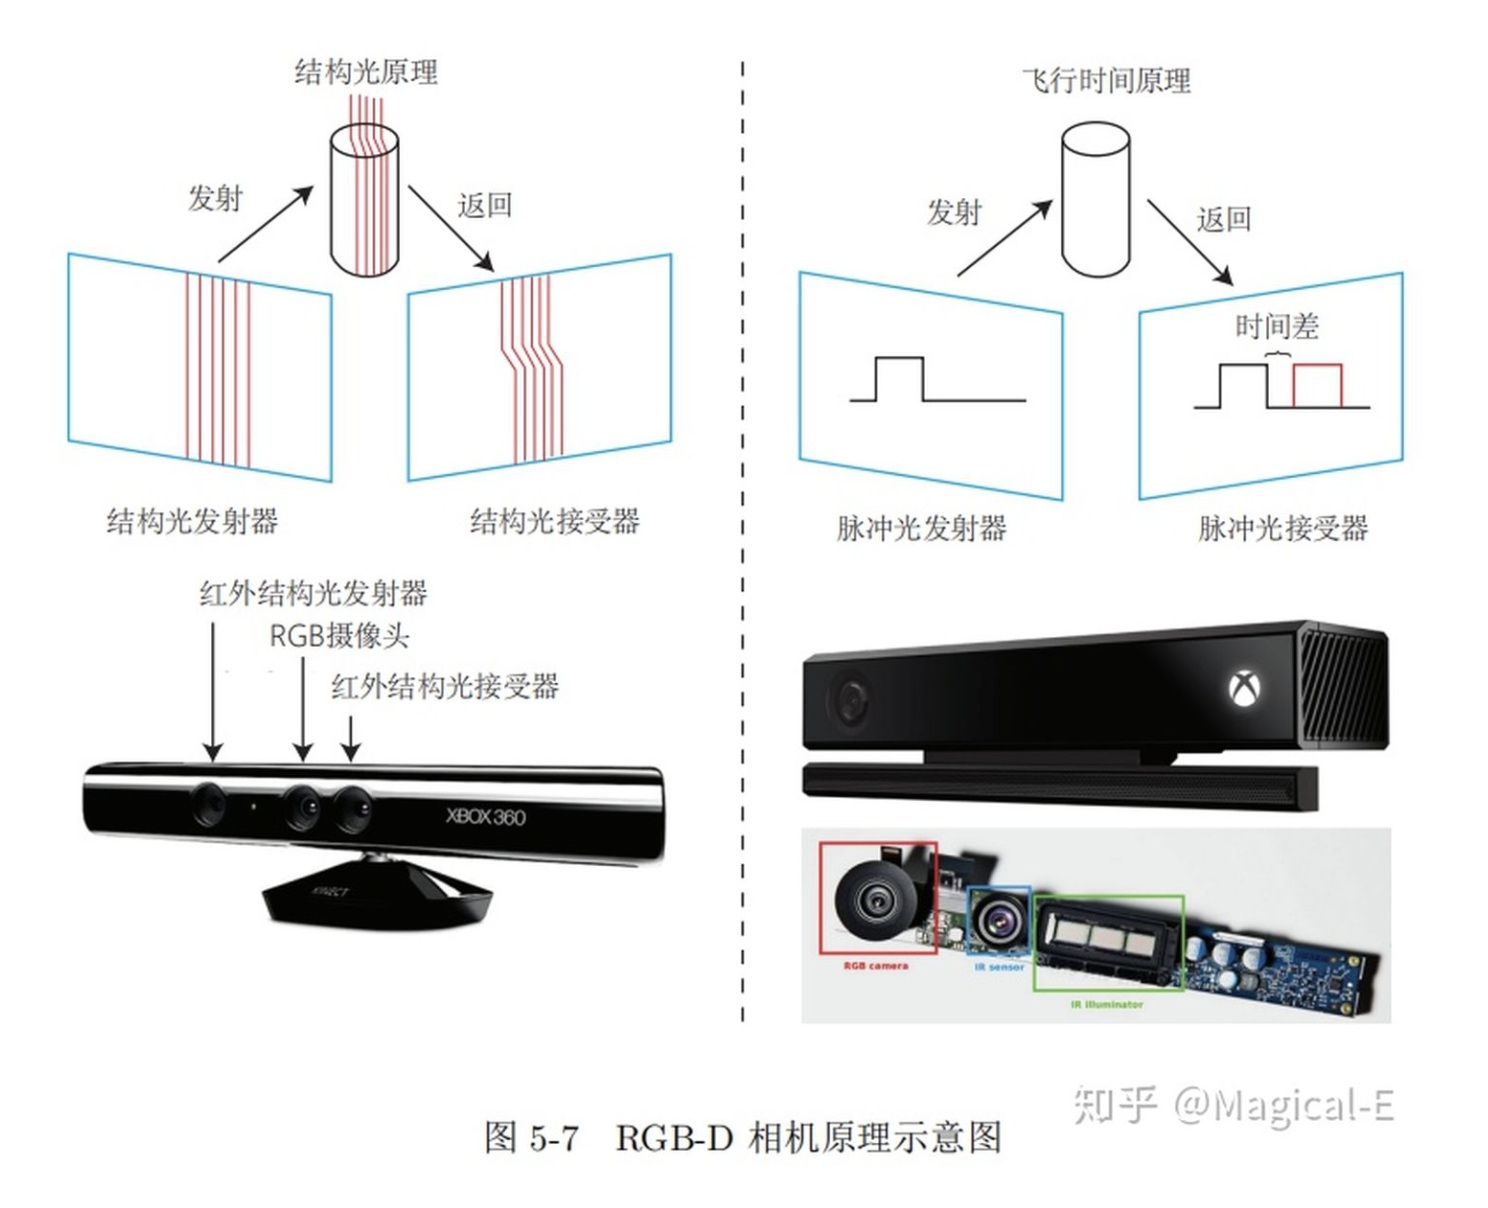 结构光原理
发射
返回
结构光发射器
结构光接受器
红外结构光发射器
RGB摄像头
红外结构光接受器
XBOX 360
KINECT
飞行时间原理
发射
返回
时间差
脉冲光发射器
脉冲光接受器
RGB camera
IR sensor
IR illuminator
知乎 @Magical-E
图 5-7 RGB-D 相机原理示意图